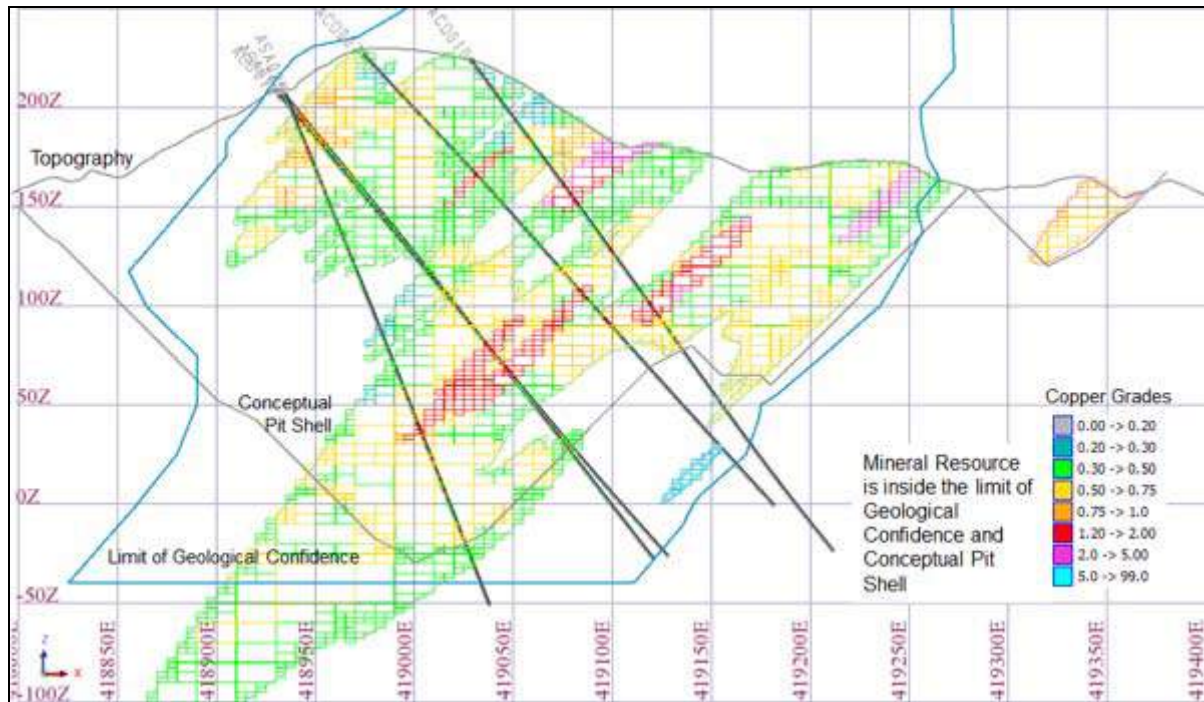 ACD010
200Z
Topography
150Z
100Z
Conceptual
Pit Shell
50Z
0Z
Limit of Geological Confidence
-50Z
-100Z
Mineral Resource
is inside the limit of
Geological
Confidence and
Conceptual Pit
Shell
Copper Grades
0.00 -> 0.20
0.20 -> 0.30
0.30 -> 0.50
0.50 -> 0.75
0.75 -> 1.0
1.20 -> 2.00
2.0 -> 5.00
5.0 -> 99.0
z
x
418850E
418900E
418950E
419000E
419050E
419100E
419150E
419200E
419250E
419300E
419350E
419400E